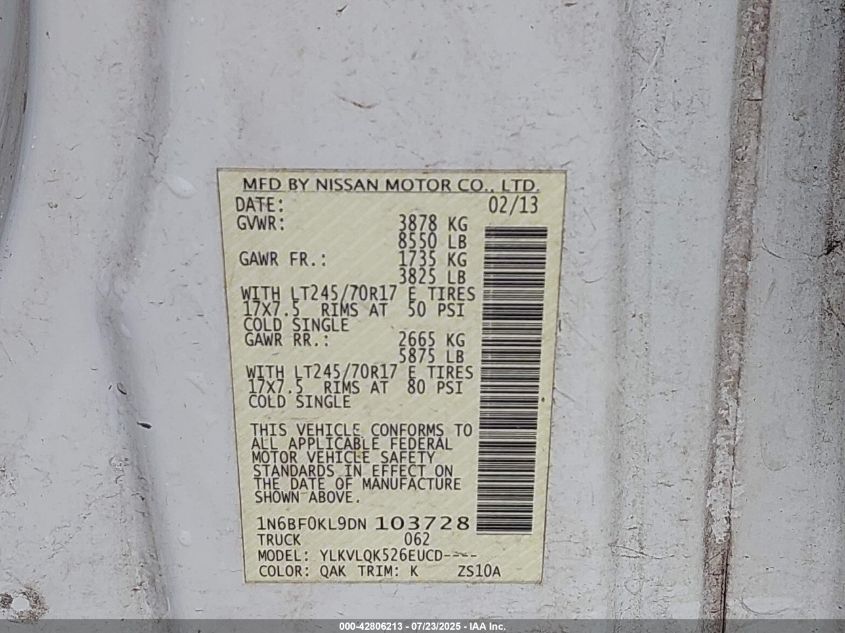 MFD BY NISSAN MOTOR CO., LTD.
DATE: 02/13
GVWR: 3878 KG
8550 LB
GAWR FR.: 1735 KG
3825 LB
WITH LT245/70R17 E TIRES
17X7.5 RIMS AT 50 PSI
COLD SINGLE
GAWR RR.: 2665 KG
5875 LB
WITH LT245/70R17 E TIRES
17X7.5 RIMS AT 80 PSI
COLD SINGLE
THIS VEHICLE CONFORMS TO
ALL APPLICABLE FEDERAL
MOTOR VEHICLE SAFETY
STANDARDS IN EFFECT ON
THE DATE OF MANUFACTURE
SHOWN ABOVE.
1N6BF0KL9DN 103728
TRUCK 062
MODEL: YLKVLQK526EUCD----
COLOR: QAK TRIM: K ZS10A
000-42806213 - 07/23/2025 - IAA Inc.